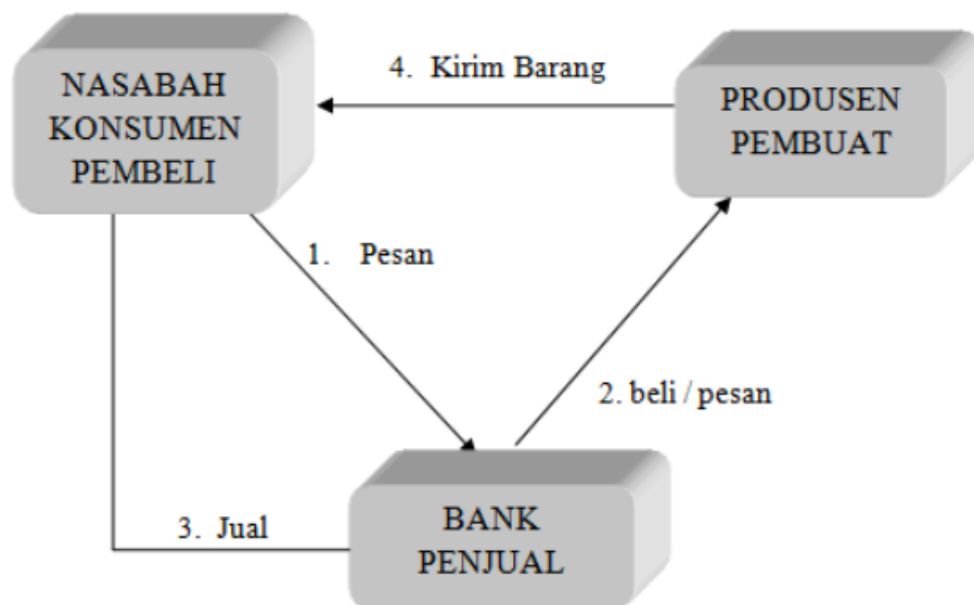 NASABAH
KONSUMEN
PEMBELI
4. Kirim Barang
PRODUSEN
PEMBUAT
1. Pesan
2. beli / pesan
3. Jual
BANK
PENJUAL